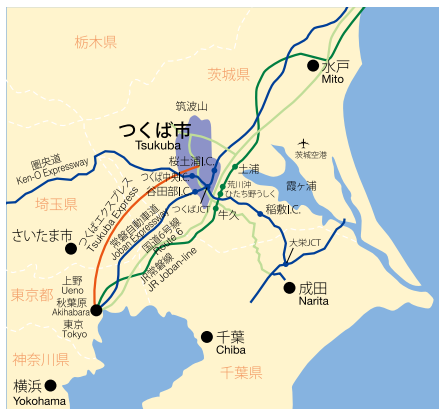 栃木県
水戸
Mito
茨城県
筑波山
つくば市
Tsukuba
茨城空港
桜土浦I.C.
土浦
圏央道
Ken-O Expressway
つくば中央I.C.
谷田部I.C.
荒川沖
ひたち野うしく
霞ヶ浦
埼玉県
つくばエクスプレス
Tsukuba Express
つくばJCT
牛久
稲敷I.C.
常磐自動車道
Joban Expressway
国道6号線
Route 6
JR常磐線
JR Joban-line
さいたま市
大栄JCT
上野
Ueno
秋葉原
Akihabara
東京
Tokyo
東京都
成田
Narita
千葉
Chiba
神奈川県
千葉県
横浜
Yokohama